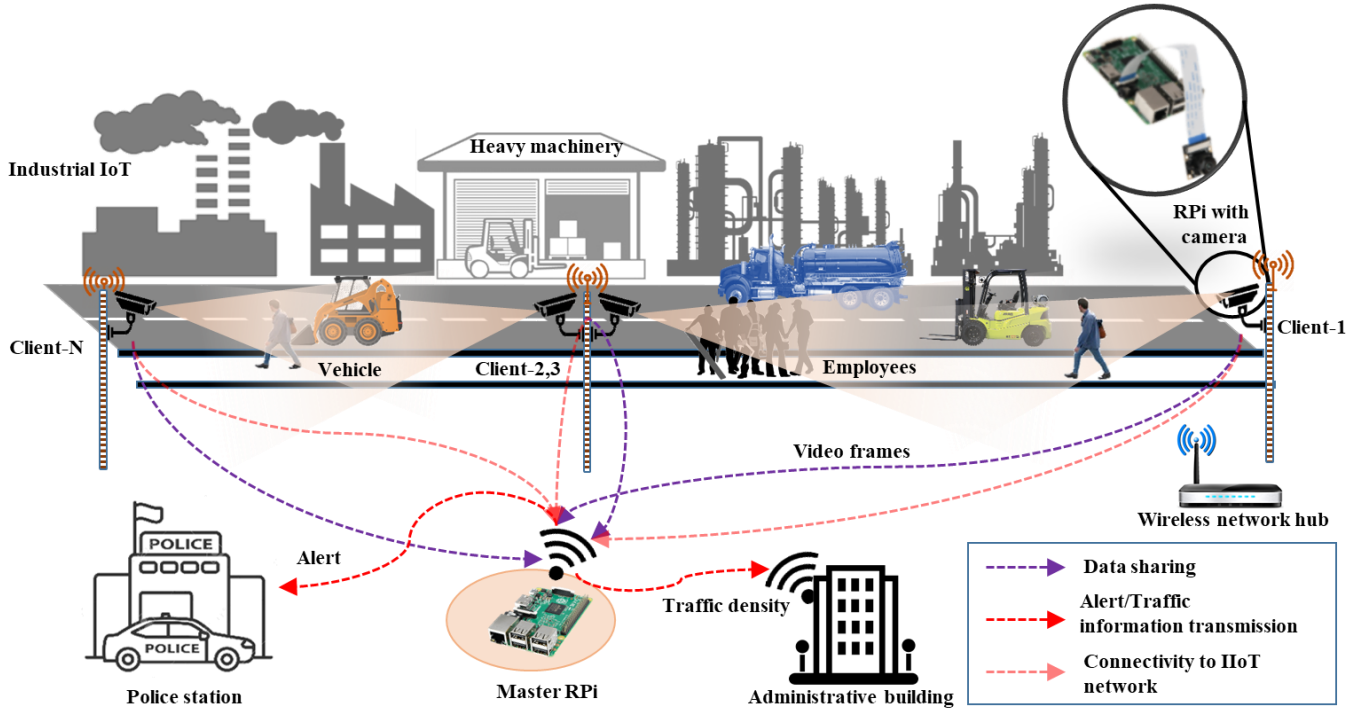 Industrial IoT
Heavy machinery
RPi with
camera
Client-N
Vehicle
Client-2,3
Employees
Client-1
Video frames
Wireless network hub
POLICE
Alert
POLICE
POLICE
Police station
Master RPi
Traffic density
Administrative building
Data sharing
Alert/Traffic
information transmission
Connectivity to IIoT
network